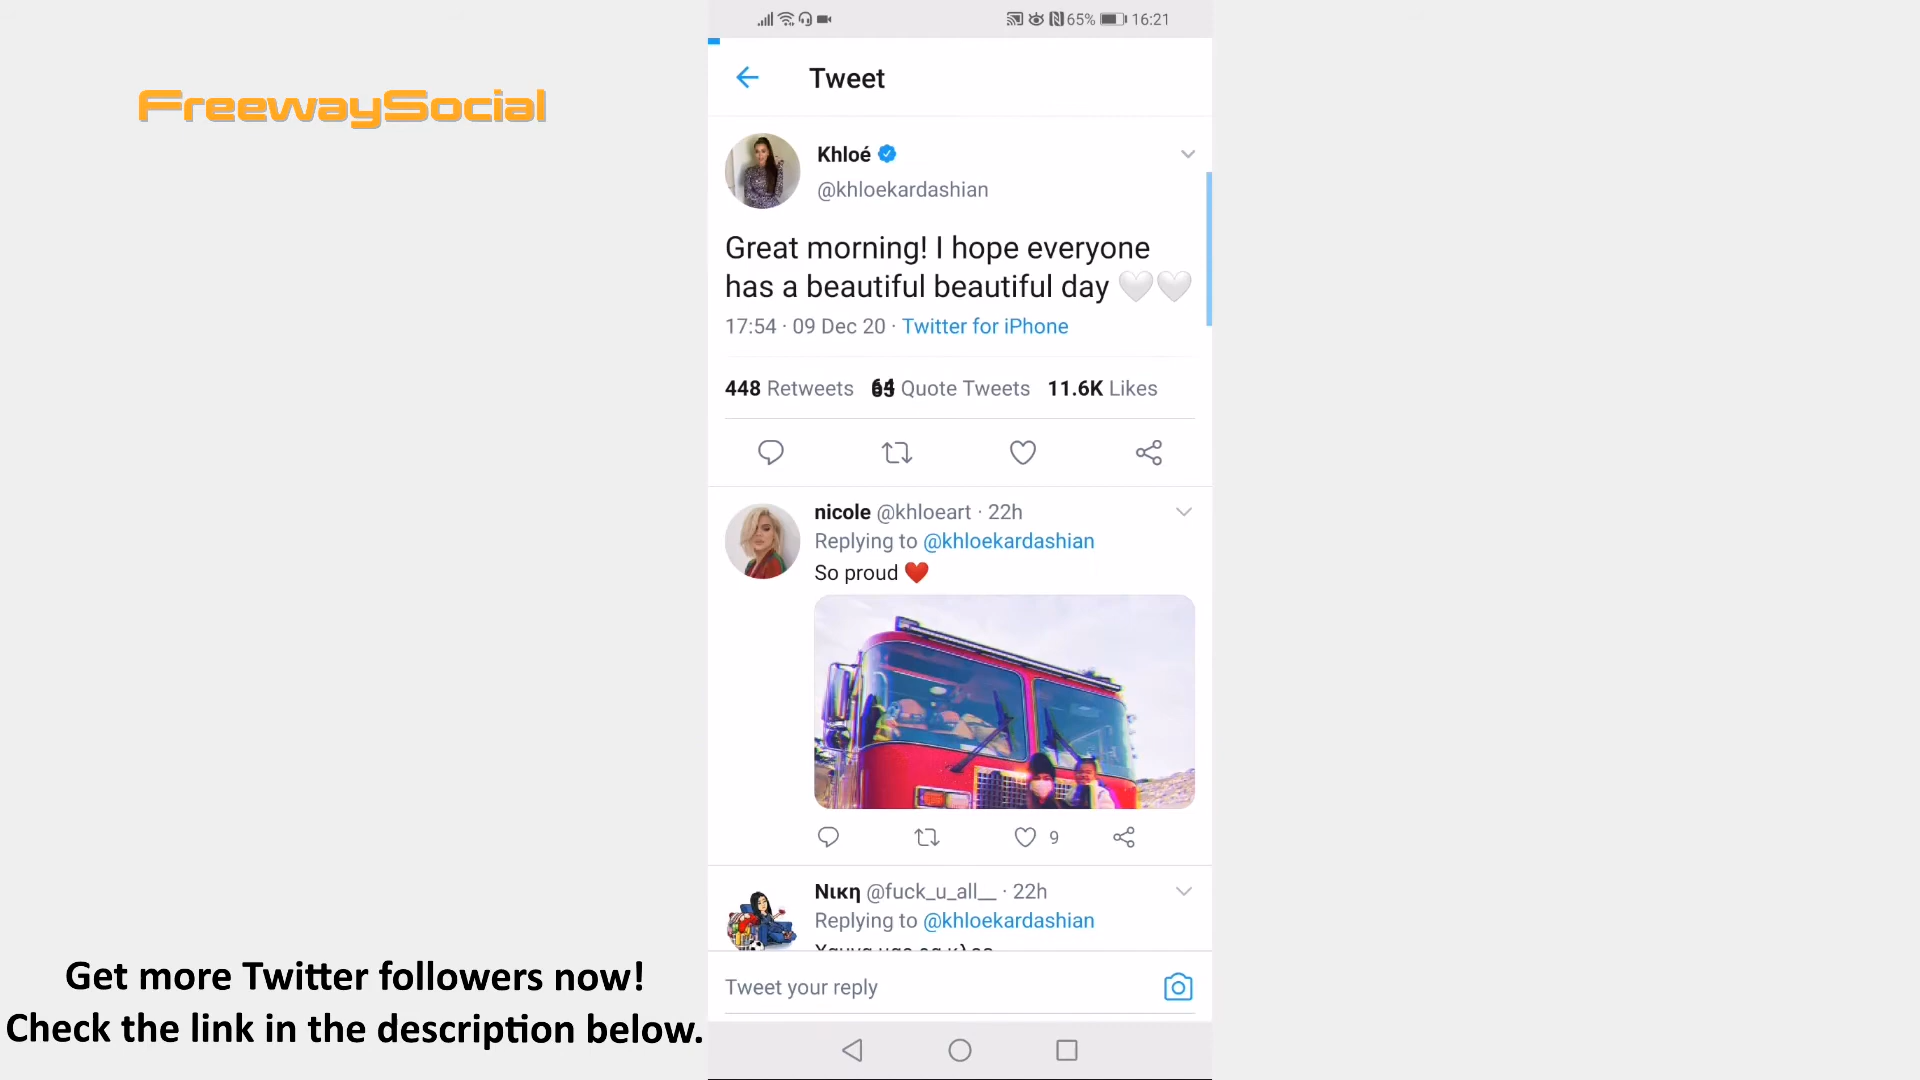 65% 16:21
Tweet
FreewaySocial
Khloé
@khloekardashian
Great morning! I hope everyone
has a beautiful beautiful day 🤍🤍
17:54 · 09 Dec 20 · Twitter for iPhone
448 Retweets Quote Tweets 11.6K Likes
nicole @khloeart · 22h
Replying to @khloekardashian
So proud ❤️
9
Νικη @fuck_u_all__ · 22h
Replying to @khloekardashian
Tweet your reply
Get more Twitter followers now!
Check the link in the description below.